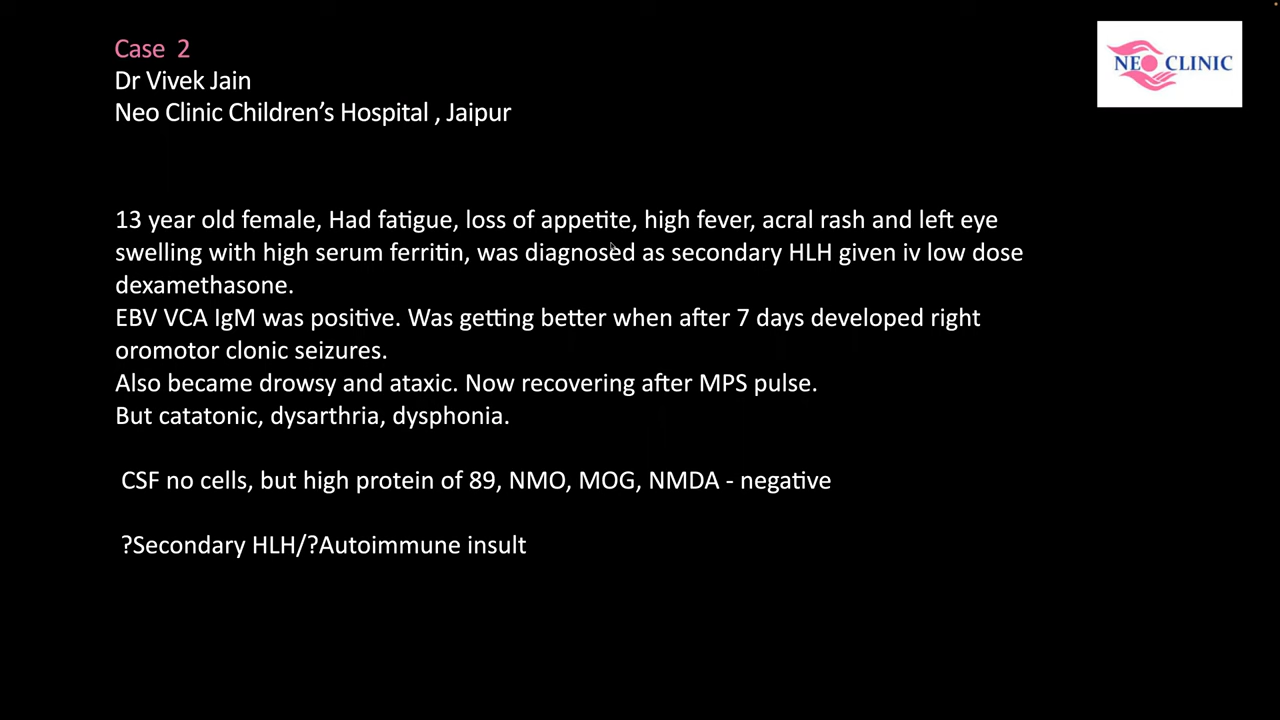 Case 2
Dr Vivek Jain
Neo Clinic Children's Hospital , Jaipur
NEO CLINIC
13 year old female, Had fatigue, loss of appetite, high fever, acral rash and left eye
swelling with high serum ferritin, was diagnosed as secondary HLH given iv low dose
dexamethasone.
EBV VCA IgM was positive. Was getting better when after 7 days developed right
oromotor clonic seizures.
Also became drowsy and ataxic. Now recovering after MPS pulse.
But catatonic, dysarthria, dysphonia.
CSF no cells, but high protein of 89, NMO, MOG, NMDA - negative
?Secondary HLH/?Autoimmune insult